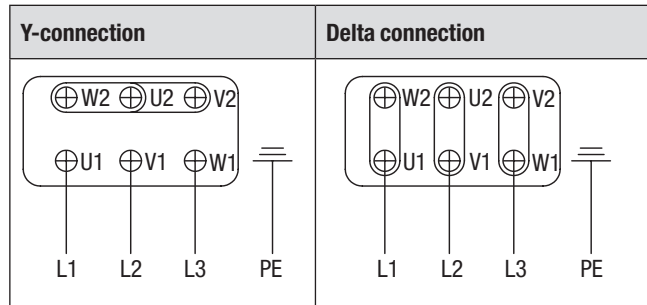 Y-connection
Delta connection
W2 U2 V2
U1 V1 W1
L1 L2 L3 PE
W2 U2 V2
U1 V1 W1
L1 L2 L3 PE